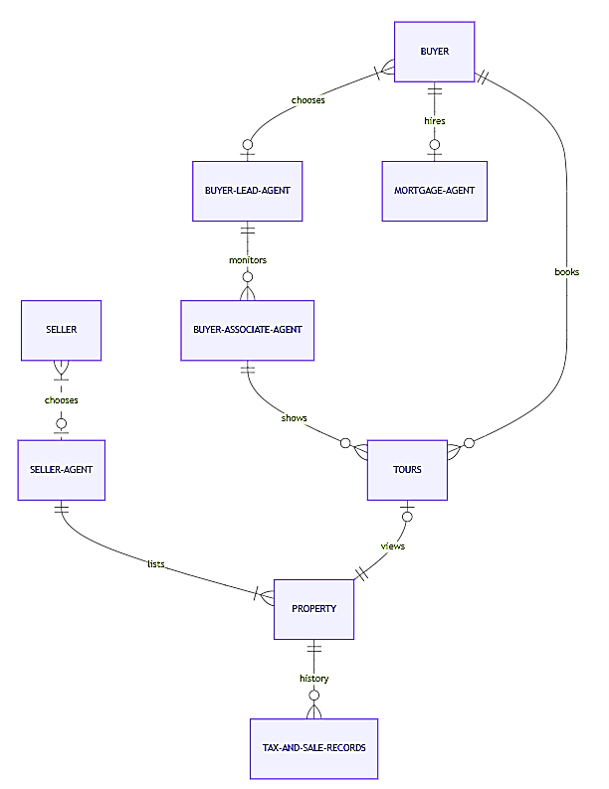 BUYER
chooses
hires
BUYER-LEAD-AGENT
MORTGAGE-AGENT
monitors
books
SELLER
BUYER-ASSOCIATE-AGENT
chooses
shows
SELLER-AGENT
TOURS
views
lists
PROPERTY
history
TAX-AND-SALE-RECORDS